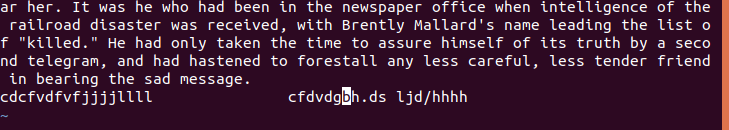 ar her. It was he who had been in the newspaper office when intelligence of the
 railroad disaster was received, with Brently Mallard's name leading the list o
f "killed." He had only taken the time to assure himself of its truth by a seco
nd telegram, and had hastened to forestall any less careful, less tender friend
 in bearing the sad message.
cdcfvdfvfjjjjllll                 cfdvdgbh.ds ljd/hhhh
~